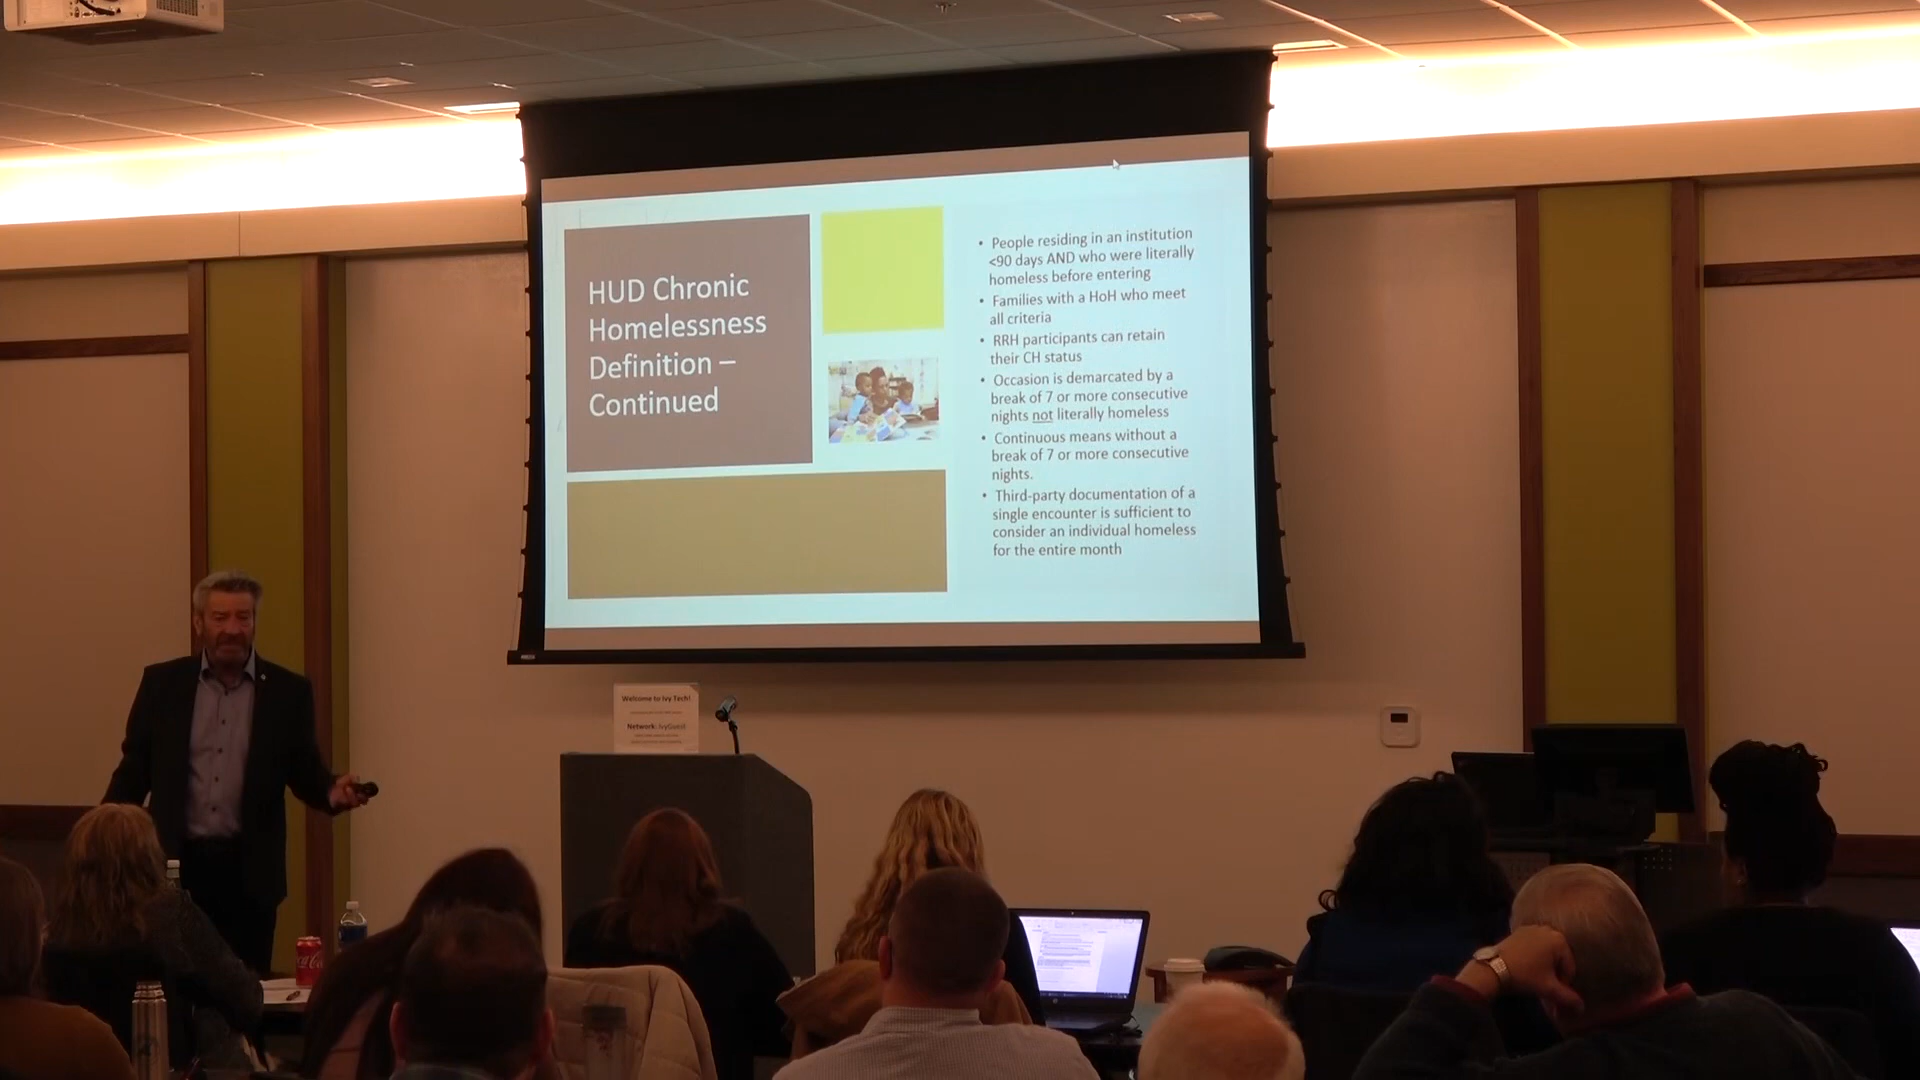 HUD Chronic
Homelessness
Definition –
Continued
• People residing in an institution
<90 days AND who were literally
homeless before entering
• Families with a HoH who meet
all criteria
• RRH participants can retain
their CH status
• Occasion is demarcated by a
break of 7 or more consecutive
nights not literally homeless
• Continuous means without a
break of 7 or more consecutive
nights.
• Third-party documentation of a
single encounter is sufficient to
consider an individual homeless
for the entire month
Welcome to Ivy Tech!
Network: IvyGuest
Coca-Cola